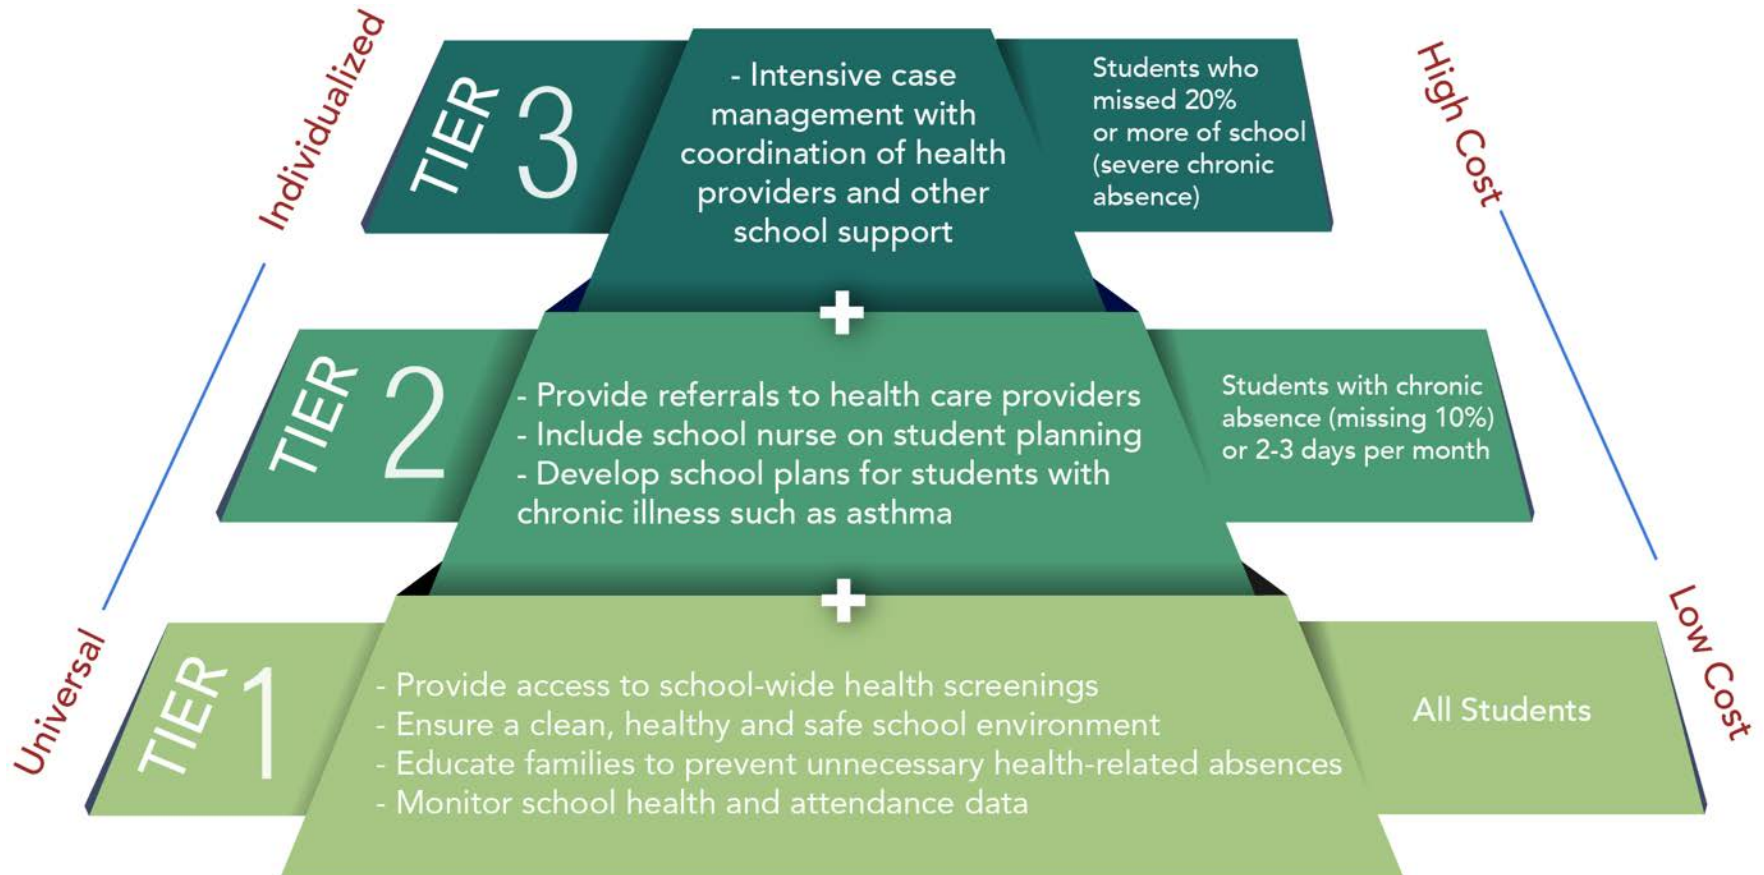 Individualized
TIER 3
- Intensive case
management with
coordination of health
providers and other
school support
Students who
missed 20%
or more of school
(severe chronic
absence)
High Cost
TIER 2
- Provide referrals to health care providers
- Include school nurse on student planning
- Develop school plans for students with
chronic illness such as asthma
Students with chronic
absence (missing 10%)
or 2-3 days per month
Universal
TIER 1
- Provide access to school-wide health screenings
- Ensure a clean, healthy and safe school environment
- Educate families to prevent unnecessary health-related absences
- Monitor school health and attendance data
All Students
Low Cost